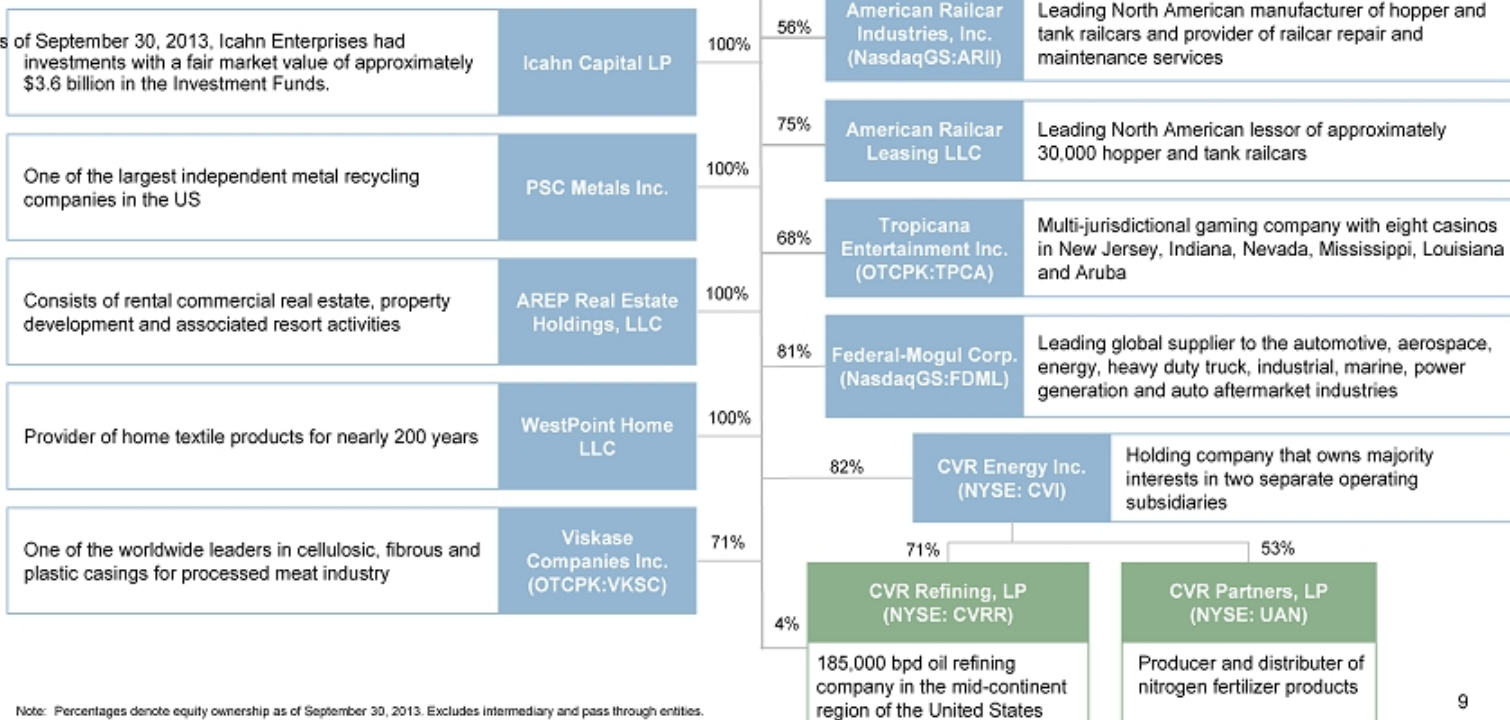 s of September 30, 2013, Icahn Enterprises had
investments with a fair market value of approximately
$3.6 billion in the Investment Funds.
Icahn Capital LP
100%
One of the largest independent metal recycling
companies in the US
PSC Metals Inc.
100%
Consists of rental commercial real estate, property
development and associated resort activities
AREP Real Estate
Holdings, LLC
100%
Provider of home textile products for nearly 200 years
WestPoint Home
LLC
100%
One of the worldwide leaders in cellulosic, fibrous and
plastic casings for processed meat industry
Viskase
Companies Inc.
(OTCPK:VKSC)
71%
56%
American Railcar
Industries, Inc.
(NasdaqGS:ARII)
Leading North American manufacturer of hopper and
tank railcars and provider of railcar repair and
maintenance services
75%
American Railcar
Leasing LLC
Leading North American lessor of approximately
30,000 hopper and tank railcars
68%
Tropicana
Entertainment Inc.
(OTCPK:TPCA)
Multi-jurisdictional gaming company with eight casinos
in New Jersey, Indiana, Nevada, Mississippi, Louisiana
and Aruba
81%
Federal-Mogul Corp.
(NasdaqGS:FDML)
Leading global supplier to the automotive, aerospace,
energy, heavy duty truck, industrial, marine, power
generation and auto aftermarket industries
82%
CVR Energy Inc.
(NYSE: CVI)
Holding company that owns majority
interests in two separate operating
subsidiaries
71%
53%
4%
CVR Refining, LP
(NYSE: CVRR)
185,000 bpd oil refining
company in the mid-continent
region of the United States
CVR Partners, LP
(NYSE: UAN)
Producer and distributer of
nitrogen fertilizer products
Note: Percentages denote equity ownership as of September 30, 2013. Excludes intermediary and pass through entities.
9